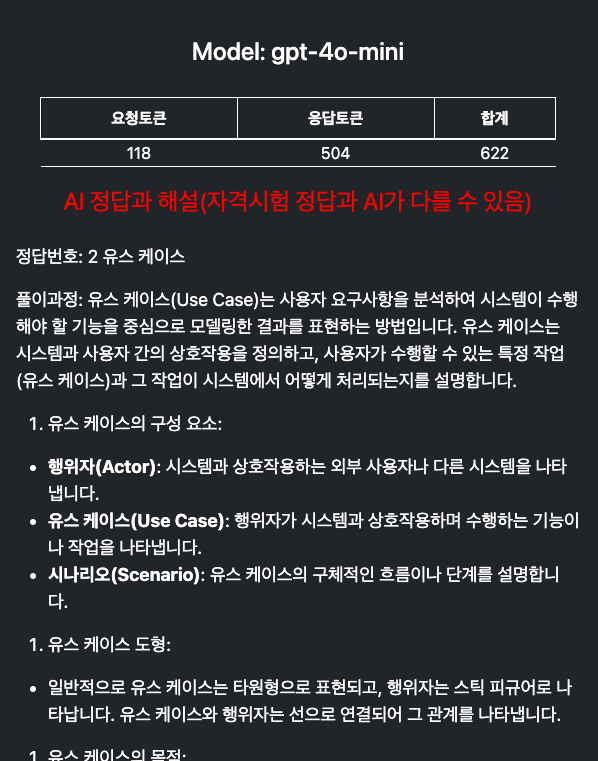 Model: gpt-4o-mini
요청토큰 응답토큰 합계
118 504 622
AI 정답과 해설(자격시험 정답과 AI가 다를 수 있음)
정답번호: 2 유스 케이스
풀이과정: 유스 케이스(Use Case)는 사용자 요구사항을 분석하여 시스템이 수행
해야 할 기능을 중심으로 모델링한 결과를 표현하는 방법입니다. 유스 케이스는
시스템과 사용자 간의 상호작용을 정의하고, 사용자가 수행할 수 있는 특정 작업
(유스 케이스)과 그 작업이 시스템에서 어떻게 처리되는지를 설명합니다.
1. 유스 케이스의 구성 요소:
• 행위자(Actor): 시스템과 상호작용하는 외부 사용자나 다른 시스템을 나타
냅니다.
• 유스 케이스(Use Case): 행위자가 시스템과 상호작용하며 수행하는 기능이
나 작업을 나타냅니다.
• 시나리오(Scenario): 유스 케이스의 구체적인 흐름이나 단계를 설명합니
다.
1. 유스 케이스 도형:
• 일반적으로 유스 케이스는 타원형으로 표현되고, 행위자는 스틱 피규어로 나
타납니다. 유스 케이스와 행위자는 선으로 연결되어 그 관계를 나타냅니다.
1. 유스 케이스의 목적: